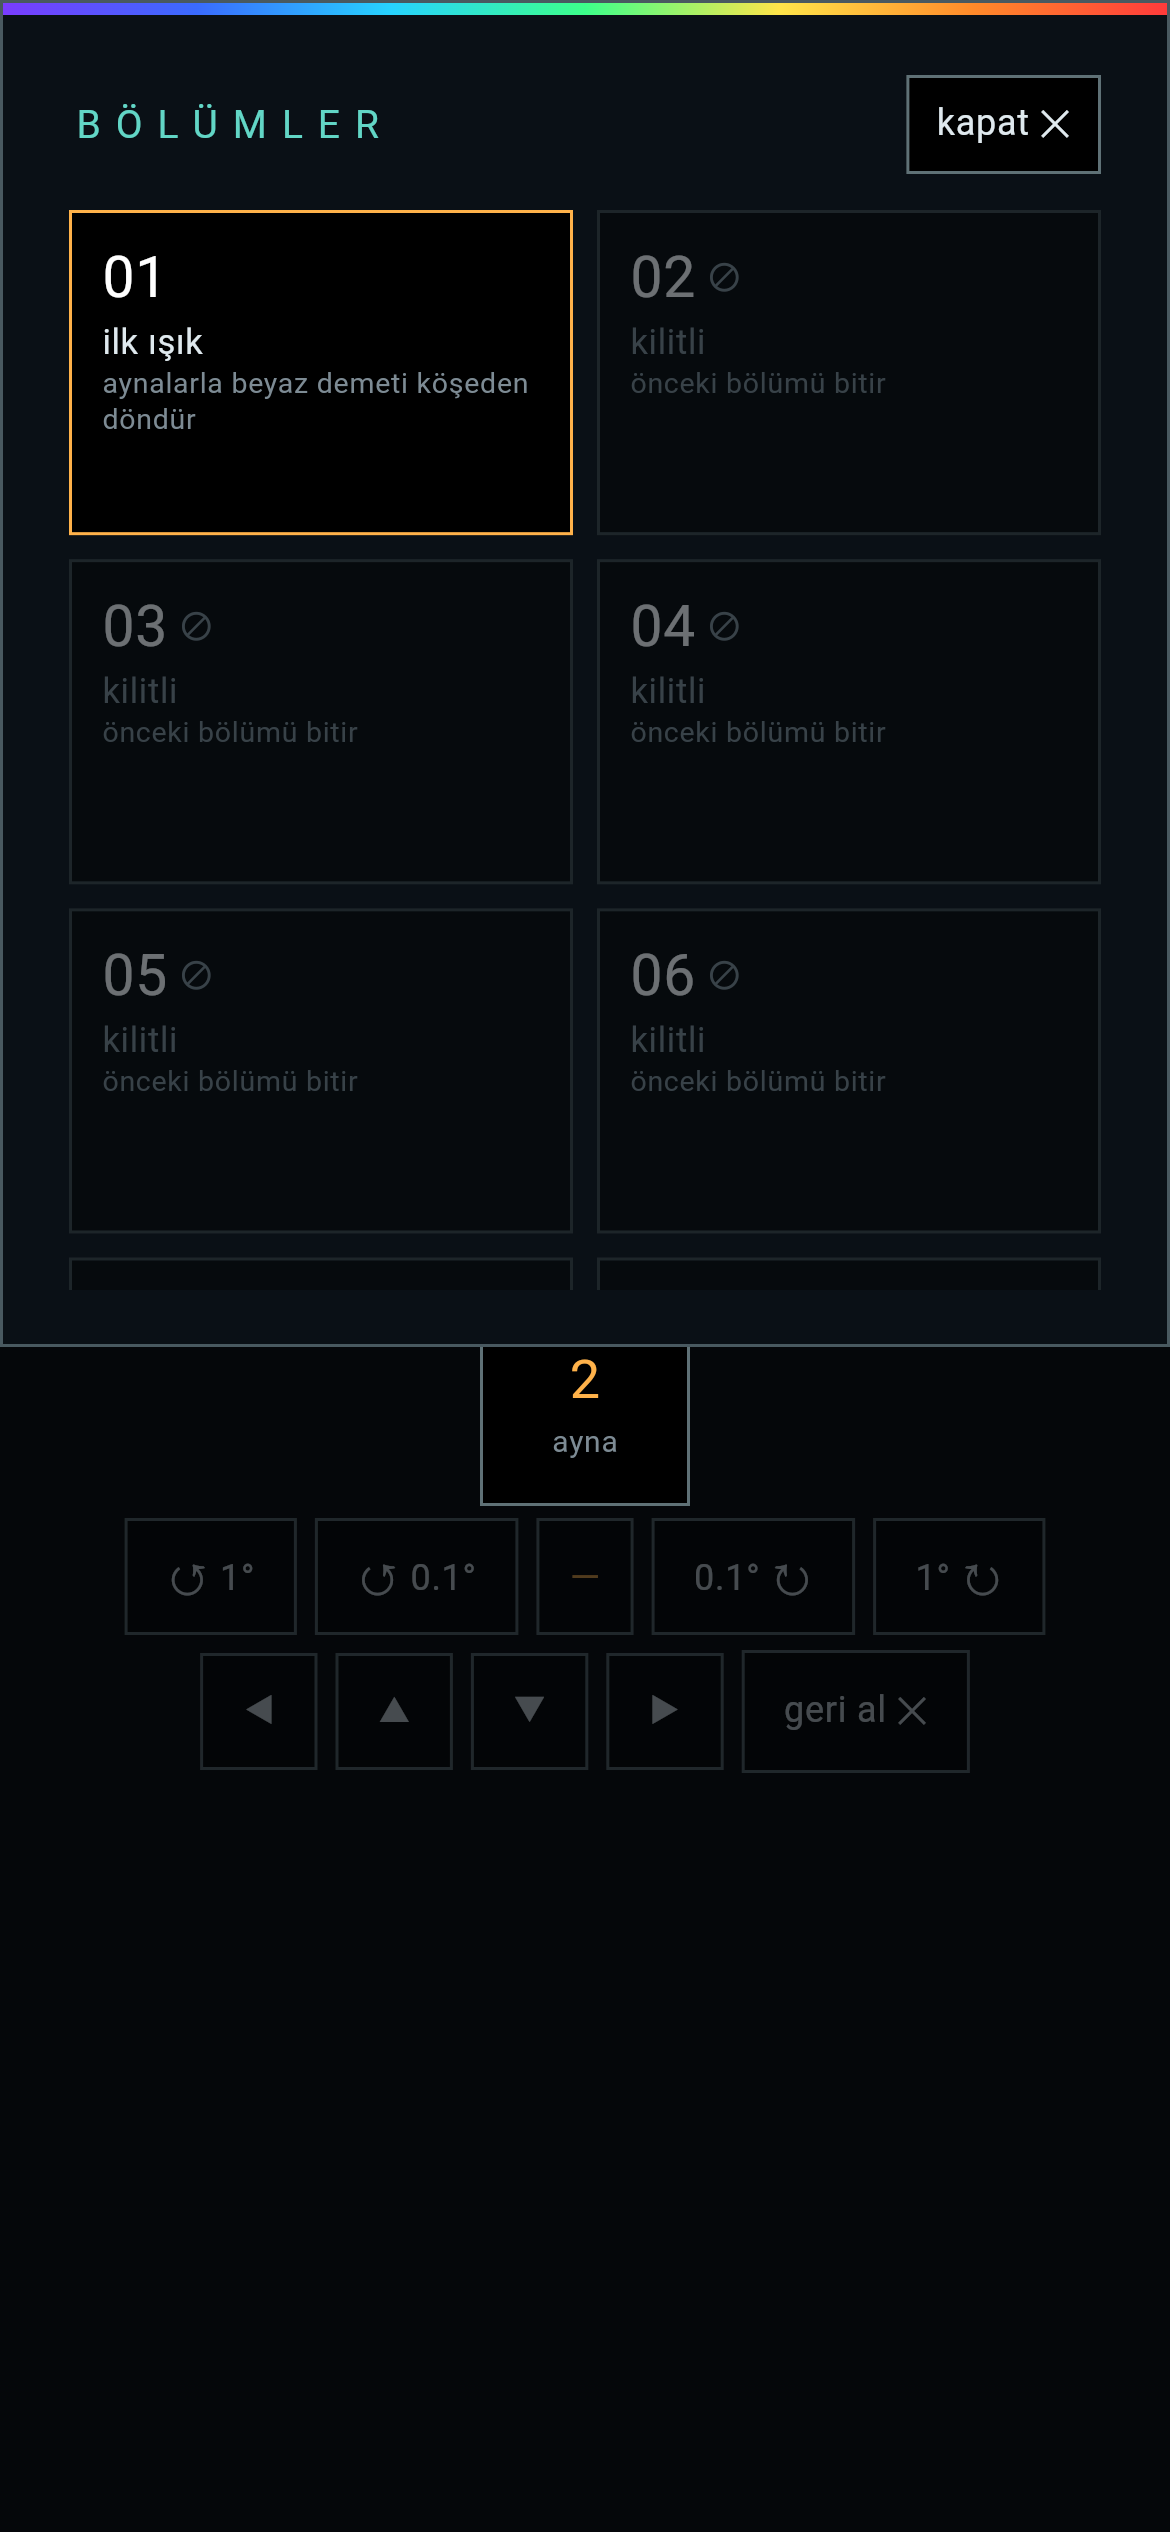 BÖLÜMLER
kapat ×
01
ilk ışık
aynalarla beyaz demeti köşeden
döndür
02
kilitli
önceki bölümü bitir
03
kilitli
önceki bölümü bitir
04
kilitli
önceki bölümü bitir
05
kilitli
önceki bölümü bitir
06
kilitli
önceki bölümü bitir
2
ayna
↺ 1°
↺ 0.1°
—
0.1° ↻
1° ↻
◀ ▲ ▼ ▶
geri al ×